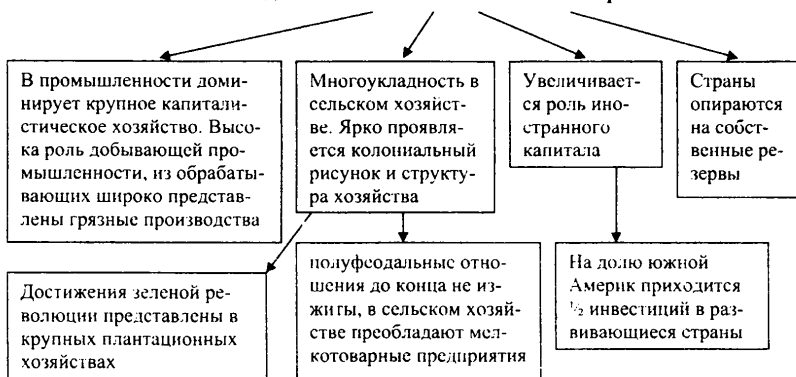 В промышленности доми-
нирует крупное капитали-
стическое хозяйство. Высо-
ка роль добывающей про-
мышленности, из обрабаты-
вающих широко представ-
лены грязные производства
Многоукладность в
сельском хозяйст-
ве. Ярко проявля-
ется колониальный
рисунок и структу-
ра хозяйства
Увеличивает-
ся роль ино-
странного
капитала
Страны
опираются
на собст-
венные ре-
зервы
Достижения зеленой ре-
волюции представлены в
крупных плантационных
хозяйствах
полуфеодальные отно-
шения до конца не из-
житы, в сельском хозяй-
стве преобладают мел-
котоварные предприятия
На долю южной
Америк приходится
½ инвестиций в раз-
вивающиеся страны